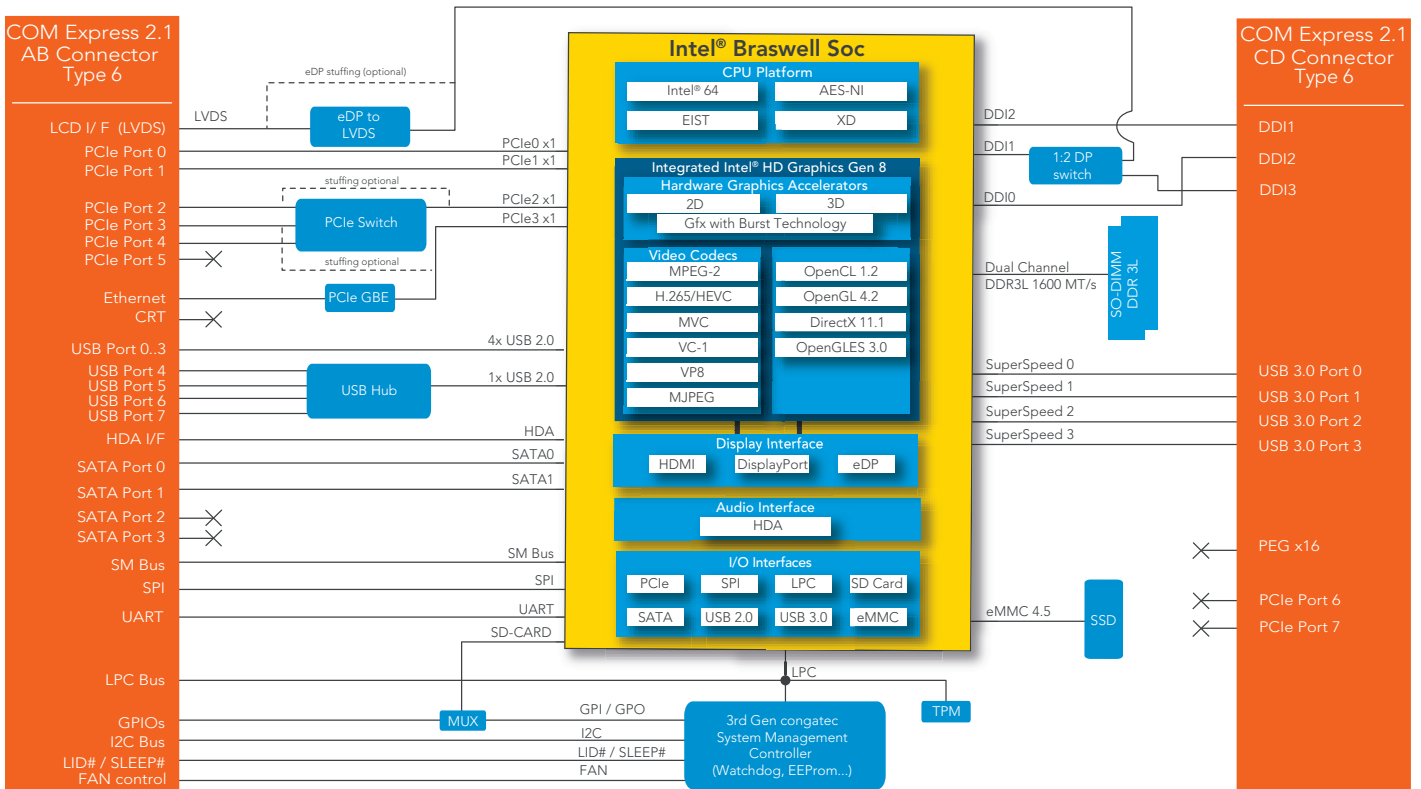 COM Express 2.1
AB Connector
Type 6
LCD I/ F (LVDS)
PCIe Port 0
PCIe Port 1
PCIe Port 2
PCIe Port 3
PCIe Port 4
PCIe Port 5
Ethernet
CRT
USB Port 0..3
USB Port 4
USB Port 5
USB Port 6
USB Port 7
HDA I/F
SATA Port 0
SATA Port 1
SATA Port 2
SATA Port 3
SM Bus
SPI
UART
LPC Bus
GPIOs
I2C Bus
LID# / SLEEP#
FAN control
eDP stuffing (optional)
LVDS
eDP to
LVDS
PCIe0 x1
PCIe1 x1
stuffing optional
PCIe2 x1
PCIe Switch
PCIe3 x1
stuffing optional
PCIe GBE
4x USB 2.0
USB Hub
1x USB 2.0
HDA
SATA0
SATA1
SM Bus
SPI
UART
SD-CARD
MUX
GPI / GPO
I2C
LID# / SLEEP#
FAN
Intel® Braswell Soc
CPU Platform
Intel® 64
AES-NI
EIST
XD
Integrated Intel® HD Graphics Gen 8
Hardware Graphics Accelerators
2D
3D
Gfx with Burst Technology
Video Codecs
MPEG-2
H.265/HEVC
MVC
VC-1
VP8
MJPEG
OpenCL 1.2
OpenGL 4.2
DirectX 11.1
OpenGLES 3.0
Display Interface
HDMI
DisplayPort
eDP
Audio Interface
HDA
I/O Interfaces
PCIe
SPI
LPC
SD Card
SATA
USB 2.0
USB 3.0
eMMC
LPC
3rd Gen congatec
System Management
Controller
(Watchdog, EEProm...)
TPM
DDI2
DDI1
1:2 DP
switch
DDI0
Dual Channel
DDR3L 1600 MT/s
SO-DIMM
DDR 3L
SuperSpeed 0
SuperSpeed 1
SuperSpeed 2
SuperSpeed 3
eMMC 4.5
SSD
COM Express 2.1
CD Connector
Type 6
DDI1
DDI2
DDI3
USB 3.0 Port 0
USB 3.0 Port 1
USB 3.0 Port 2
USB 3.0 Port 3
PEG x16
PCIe Port 6
PCIe Port 7